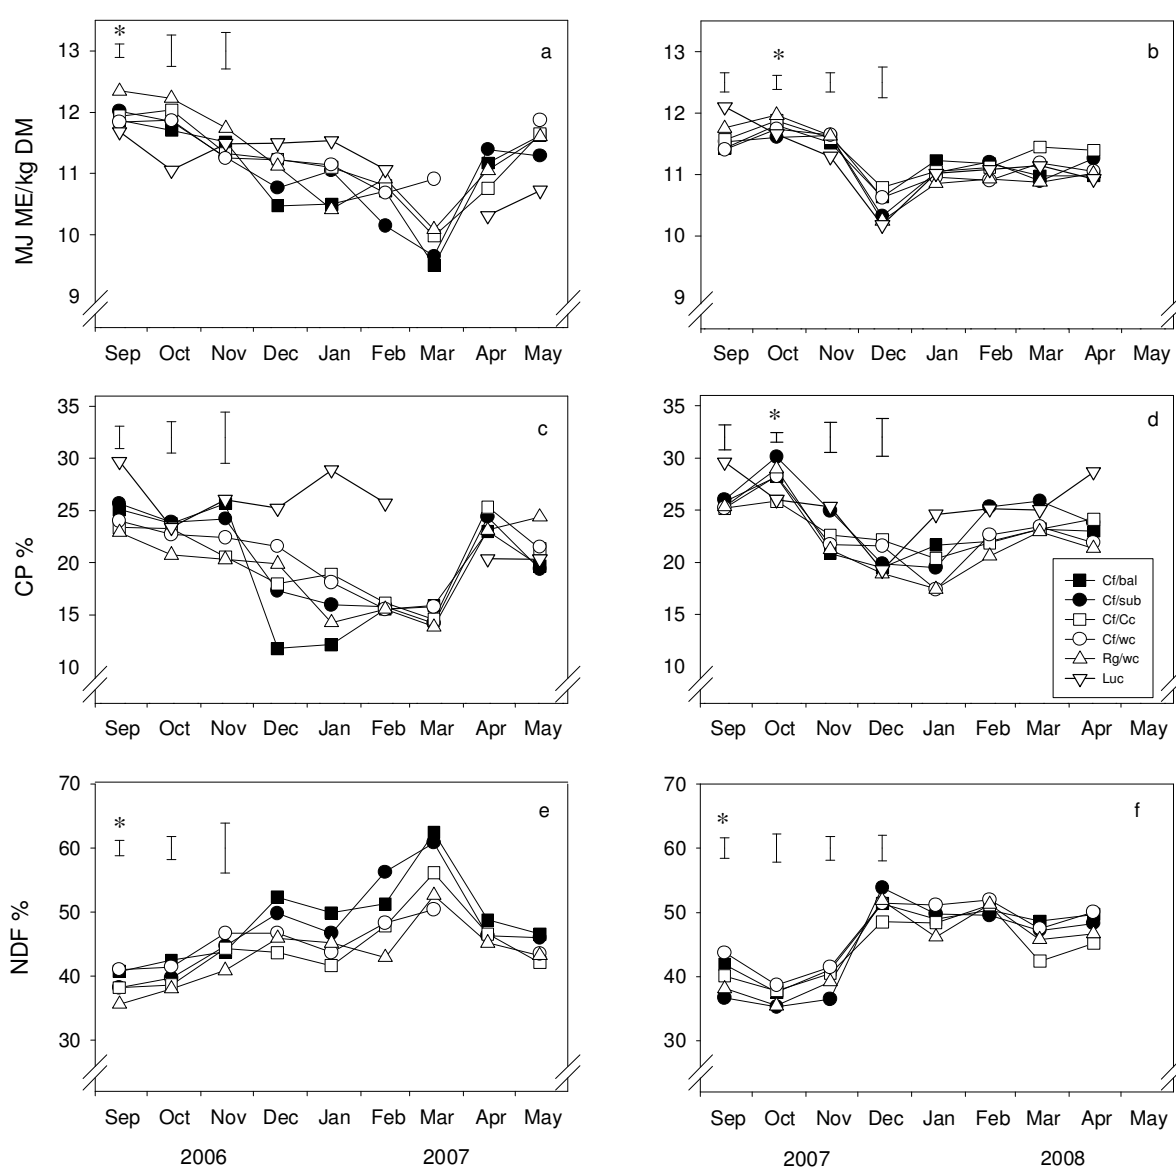 MJ ME/kg DM
13
12
11
10
9
*
a
Sep Oct Nov Dec Jan Feb Mar Apr May
13
12
11
10
9
*
b
Sep Oct Nov Dec Jan Feb Mar Apr May
CP %
35
30
25
20
15
10
c
Sep Oct Nov Dec Jan Feb Mar Apr May
35
30
25
20
15
10
*
d
Cf/bal
Cf/sub
Cf/Cc
Cf/wc
Rg/wc
Luc
Sep Oct Nov Dec Jan Feb Mar Apr May
NDF %
70
60
50
40
30
*
e
Sep Oct Nov Dec Jan Feb Mar Apr May
2006 2007
70
60
50
40
30
*
f
Sep Oct Nov Dec Jan Feb Mar Apr May
2007 2008